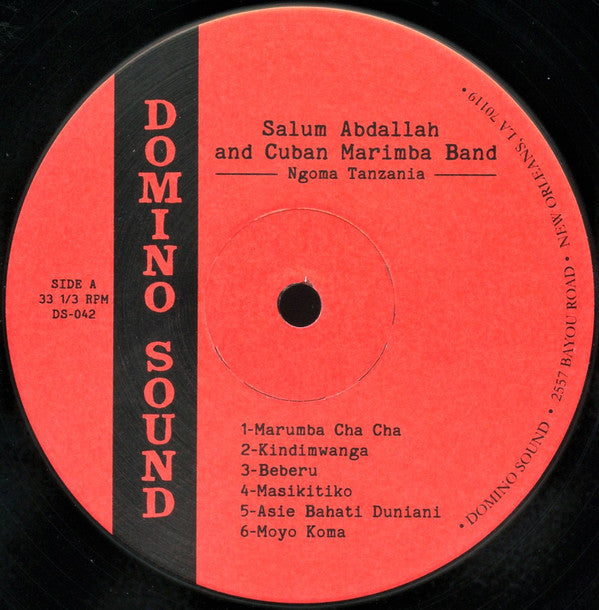 DOMINO SOUND
Salum Abdallah
and Cuban Marimba Band
Ngoma Tanzania
SIDE A
33 1/3 RPM
DS-042
1-Marumba Cha Cha
2-Kindimwanga
3-Beberu
4-Masikitiko
5-Asie Bahati Duniani
6-Moyo Koma
• DOMINO SOUND • 2557 BAYOU ROAD • NEW ORLEANS, LA 70119 •